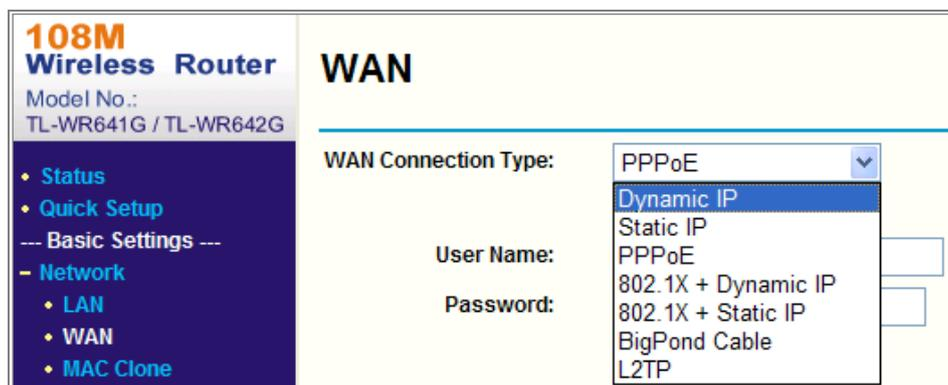 108M
Wireless Router
Model No.:
TL-WR641G / TL-WR642G
• Status
• Quick Setup
--- Basic Settings ---
– Network
• LAN
• WAN
• MAC Clone
WAN
WAN Connection Type: PPPoE
Dynamic IP
Static IP
PPPoE
802.1X + Dynamic IP
802.1X + Static IP
BigPond Cable
L2TP
User Name:
Password: